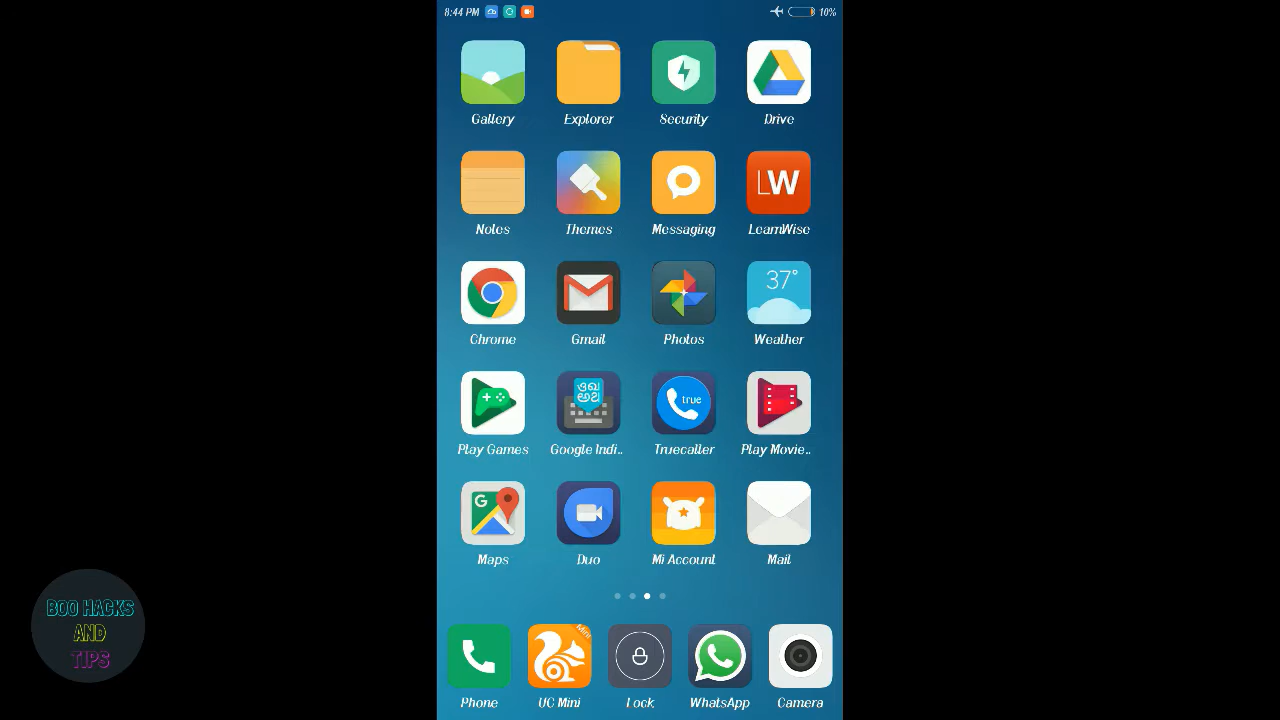 8:44 PM 10%
Gallery Explorer Security Drive
LW
Notes Themes Messaging LearnWise
37°
Chrome Gmail Photos Weather
true
Play Games Google Indi.. Truecaller Play Movie..
G
Maps Duo Mi Account Mail
BOO HACKS
AND
TIPS
Mini
Phone UC Mini Lock WhatsApp Camera